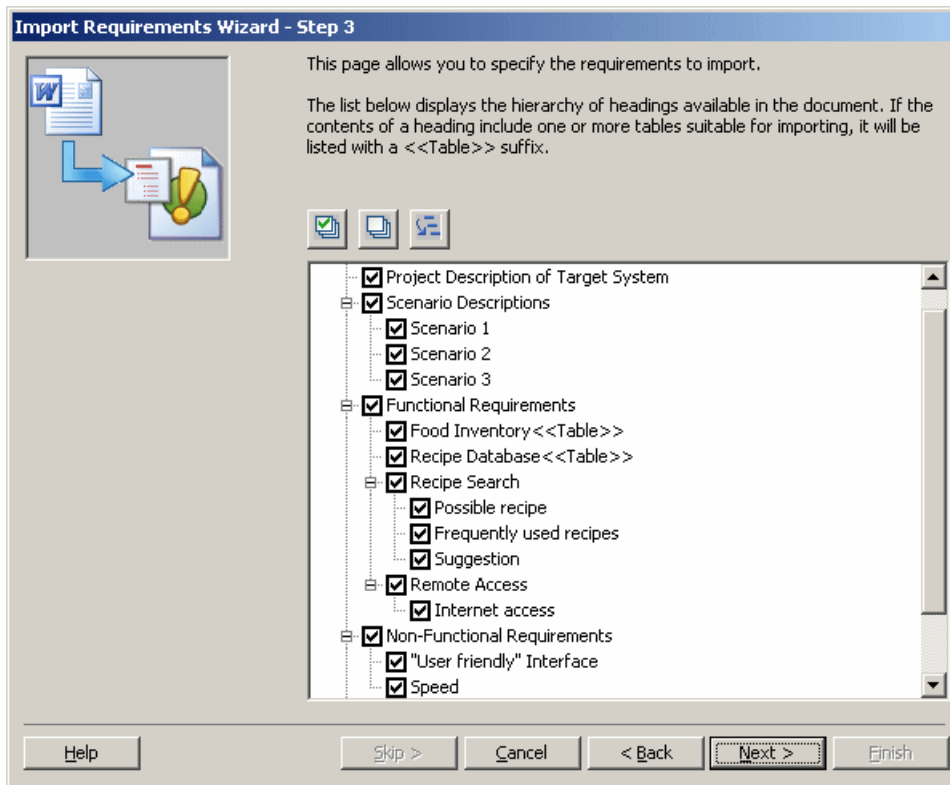 Import Requirements Wizard - Step 3
This page allows you to specify the requirements to import.
The list below displays the hierarchy of headings available in the document. If the
contents of a heading include one or more tables suitable for importing, it will be
listed with a <<Table>> suffix.
W
Project Description of Target System
Scenario Descriptions
Scenario 1
Scenario 2
Scenario 3
Functional Requirements
Food Inventory<<Table>>
Recipe Database<<Table>>
Recipe Search
Possible recipe
Frequently used recipes
Suggestion
Remote Access
Internet access
Non-Functional Requirements
"User friendly" Interface
Speed
Help Skip > Cancel < Back Next > Finish